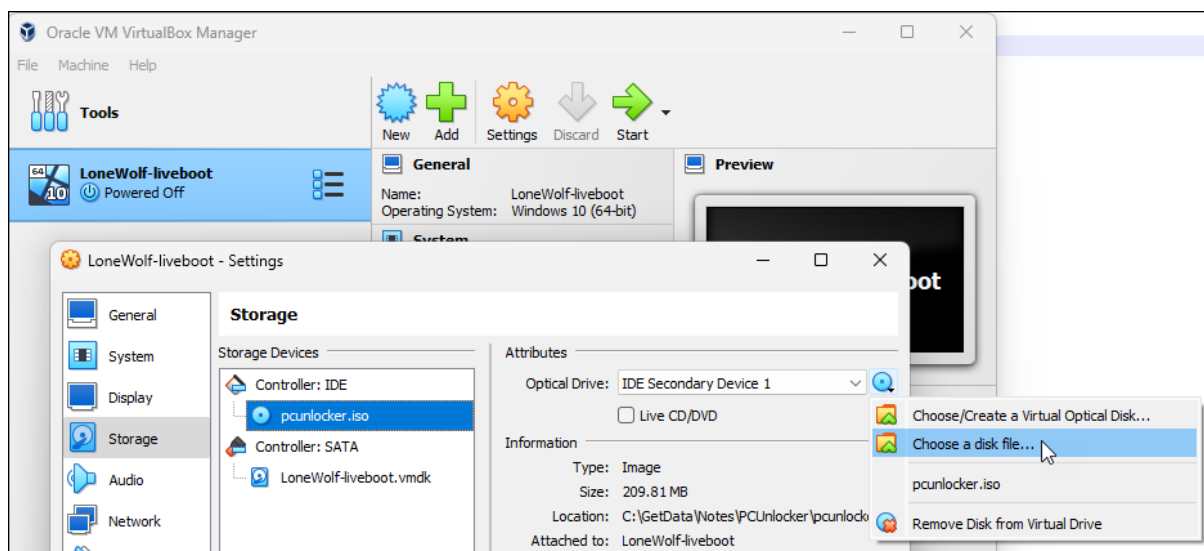 Oracle VM VirtualBox Manager
File Machine Help
Tools
New Add Settings Discard Start
64
10
LoneWolf-liveboot
Powered Off
General
Name: LoneWolf-liveboot
Operating System: Windows 10 (64-bit)
System
Preview
LoneWolf-liveboot - Settings
General
System
Display
Storage
Audio
Network
Storage
Storage Devices
Controller: IDE
pcunlocker.iso
Controller: SATA
LoneWolf-liveboot.vmdk
Attributes
Optical Drive: IDE Secondary Device 1
Live CD/DVD
Information
Type: Image
Size: 209.81 MB
Location: C:\GetData\Notes\PCUnlocker\pcunlocke
Attached to: LoneWolf-liveboot
Choose/Create a Virtual Optical Disk...
Choose a disk file...
pcunlocker.iso
Remove Disk from Virtual Drive